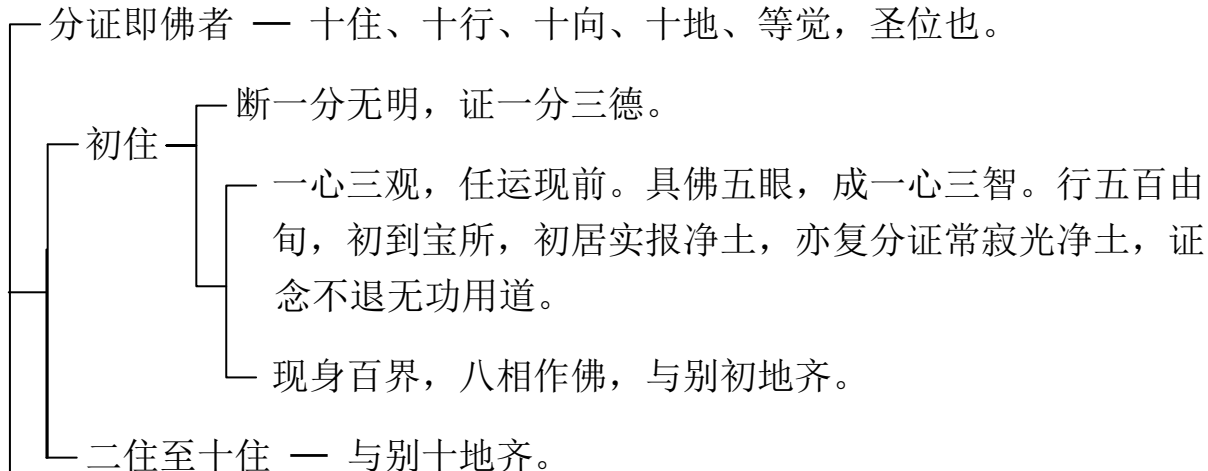 分证即佛者 — 十住、十行、十向、十地、等觉，圣位也。
断一分无明，证一分三德。
初住
一心三观，任运现前。具佛五眼，成一心三智。行五百由
旬，初到宝所，初居实报净土，亦复分证常寂光净土，证
念不退无功用道。
现身百界，八相作佛，与别初地齐。
二住至十住 — 与别十地齐。